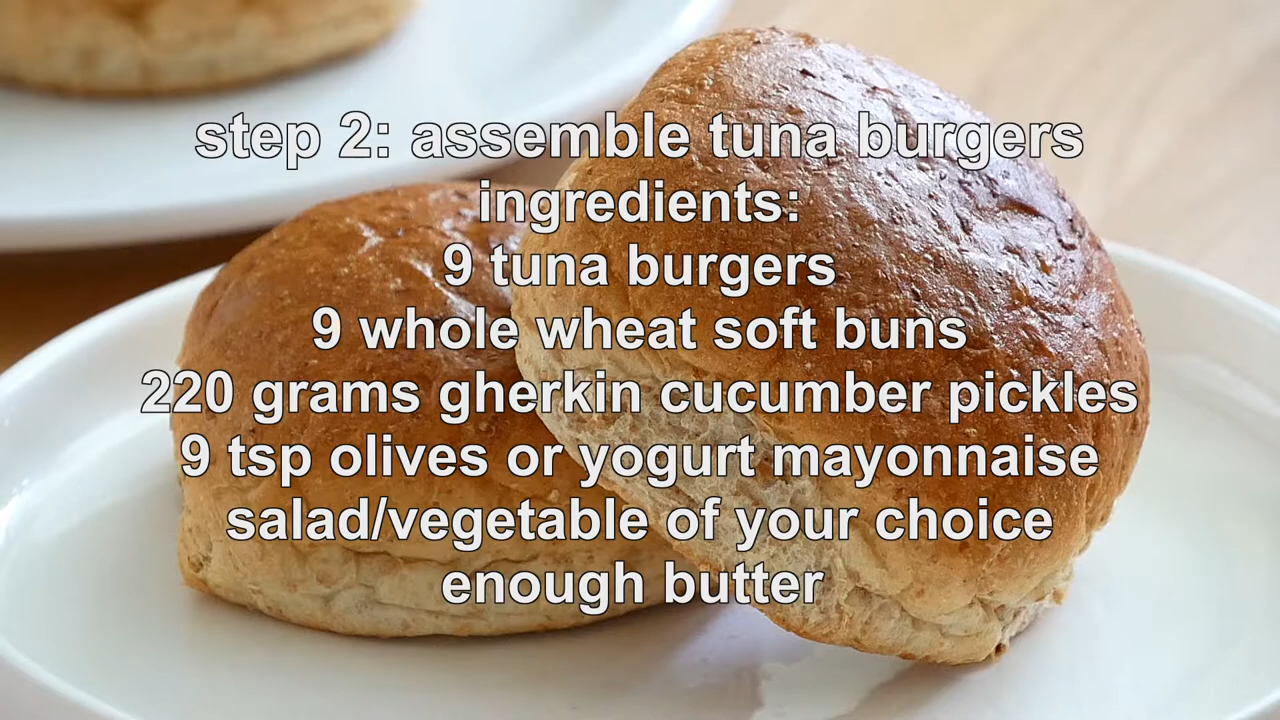 step 2: assemble tuna burgers
ingredients:
9 tuna burgers
9 whole wheat soft buns
220 grams gherkin cucumber pickles
9 tsp olives or yogurt mayonnaise
salad/vegetable of your choice
enough butter